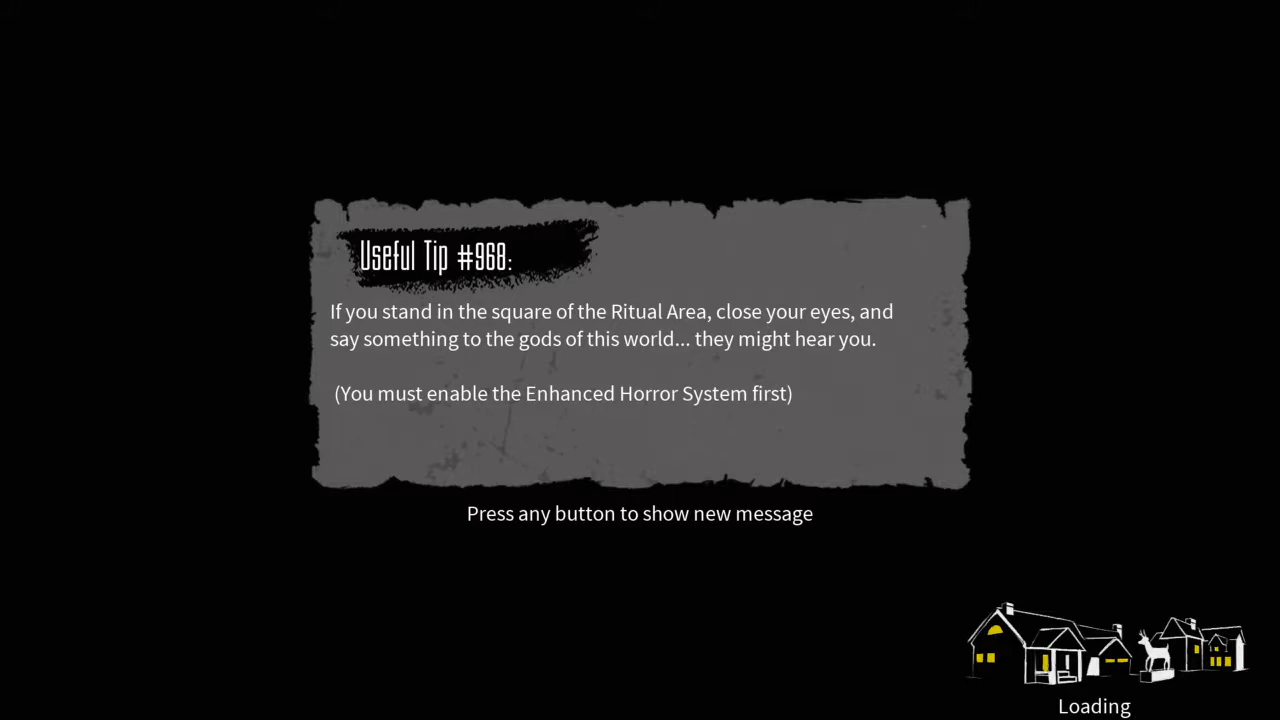 Useful Tip #968:
If you stand in the square of the Ritual Area, close your eyes, and
say something to the gods of this world... they might hear you.
(You must enable the Enhanced Horror System first)
Press any button to show new message
Loading